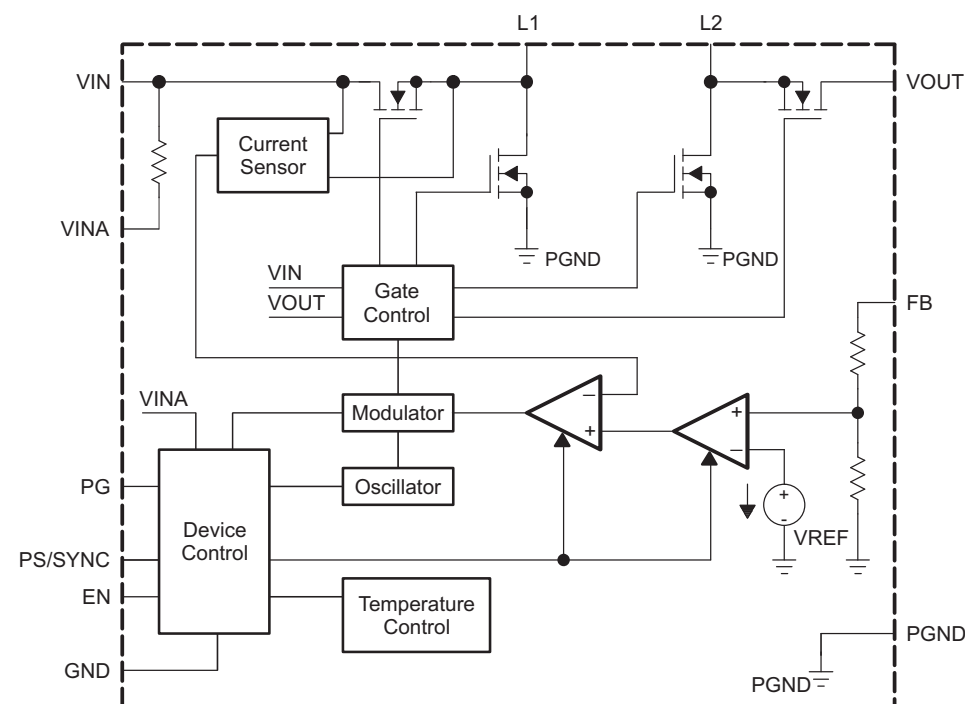 L1
L2
VIN
VOUT
Current
Sensor
VINA
PGND
PGND
VIN
VOUT
Gate
Control
FB
VINA
Modulator
–
+
+
–
PG
Oscillator
Device
Control
+
-
VREF
PS/SYNC
EN
Temperature
Control
PGND
GND
PGND